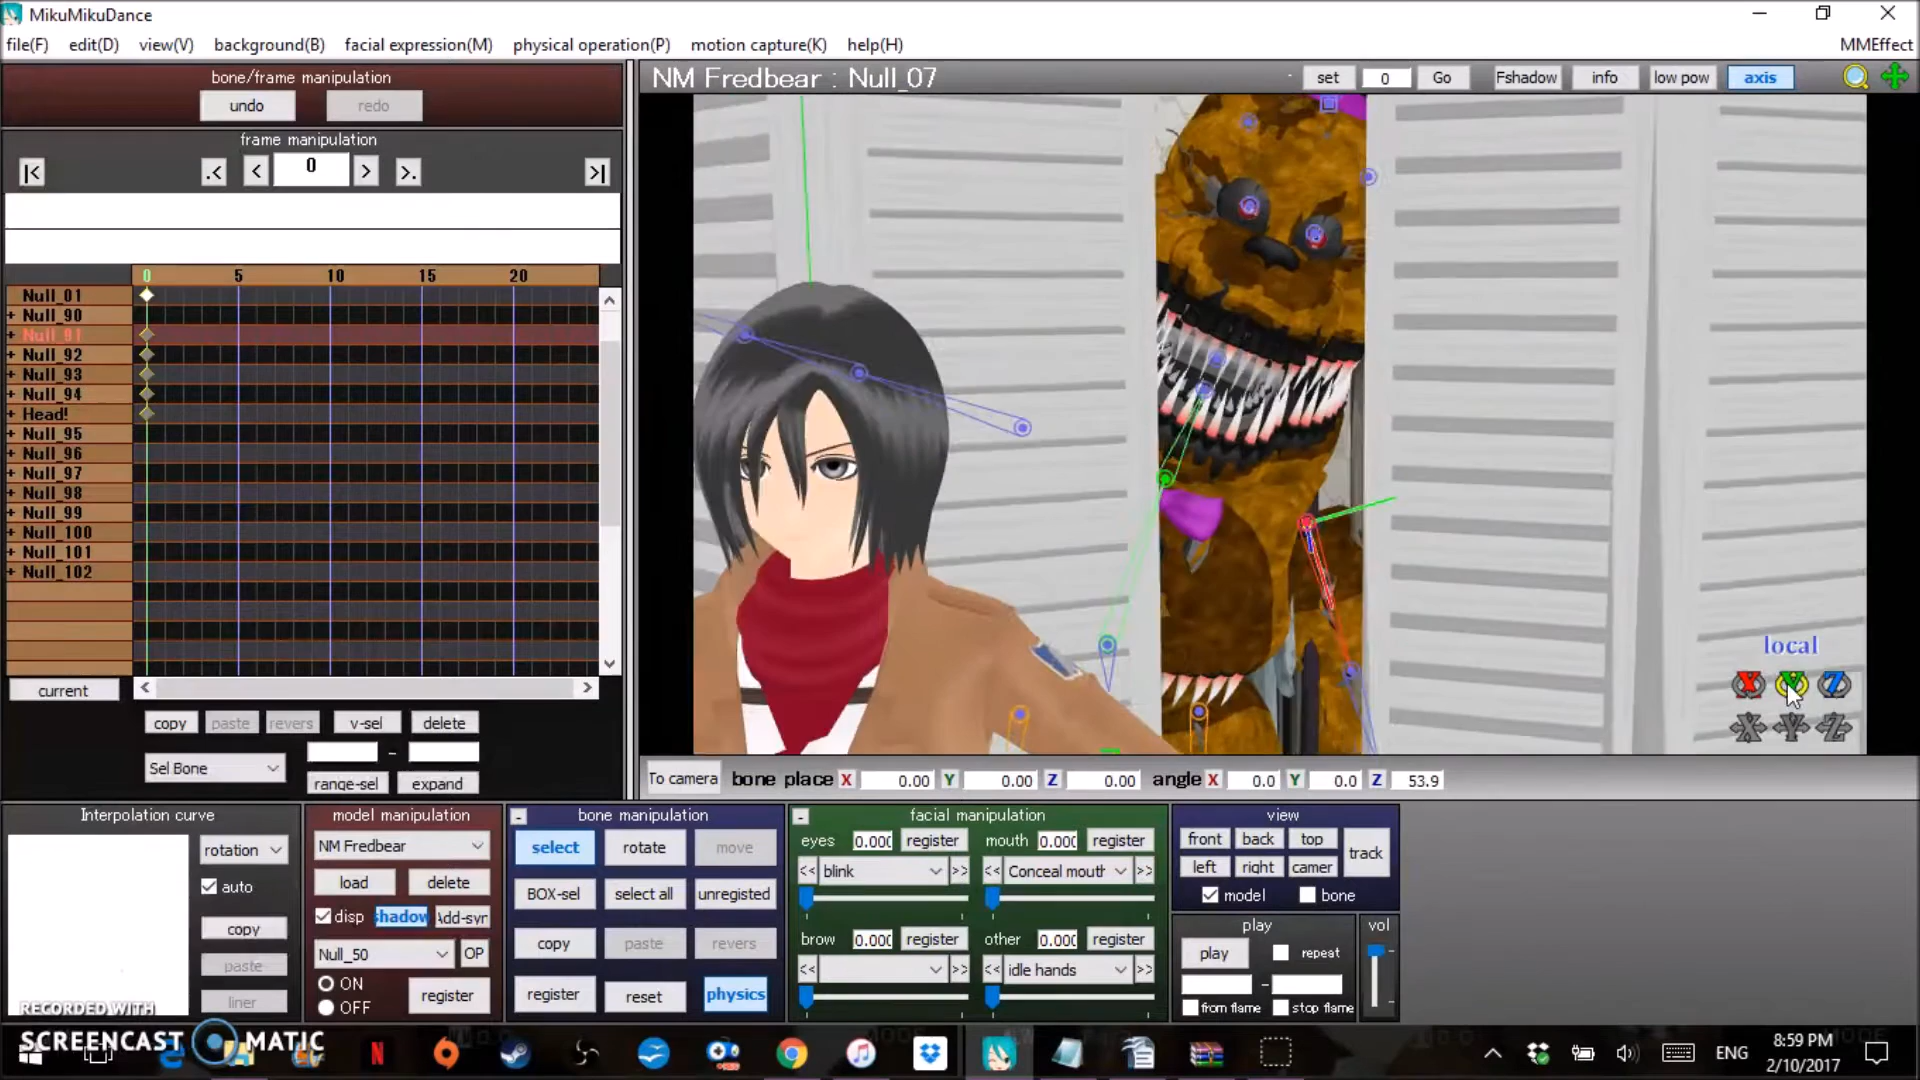 MikuMikuDance
file(F) edit(D) view(V) background(B) facial expression(M) physical operation(P) motion capture(K) help(H) MMEffect
bone/frame manipulation
undo redo
frame manipulation
|< .< < 0 > >. >|
0 5 10 15 20
Null_01
+ Null_90
+ Null_91
+ Null_92
+ Null_93
+ Null_94
+ Head!
+ Null_95
+ Null_96
+ Null_97
+ Null_98
+ Null_99
+ Null_100
+ Null_101
+ Null_102
current
copy paste revers v-sel delete
Sel Bone -
range-sel expand
NM Fredbear : Null_07 set 0 Go Fshadow info low pow axis
local
X Y Z
X Y Z
To camera bone place X 0.00 Y 0.00 Z 0.00 angle X 0.0 Y 0.0 Z 53.9
Interpolation curve
rotation
auto
copy
paste
liner
model manipulation
NM Fredbear
load delete
disp shadow Add-syn
Null_50 OP
ON
OFF
register
- bone manipulation
select rotate move
BOX-sel select all unregisted
copy paste revers
register reset physics
- facial manipulation
eyes 0.000 register mouth 0.000 register
<< blink >> << Conceal mouth >>
brow 0.000 register other 0.000 register
<< >> << idle hands >>
view
front back top
left right camer
track
model bone
play
play repeat
-
from flame stop flame
vol
RECORDED WITH
SCREENCAST MATIC
ENG
8:59 PM
2/10/2017